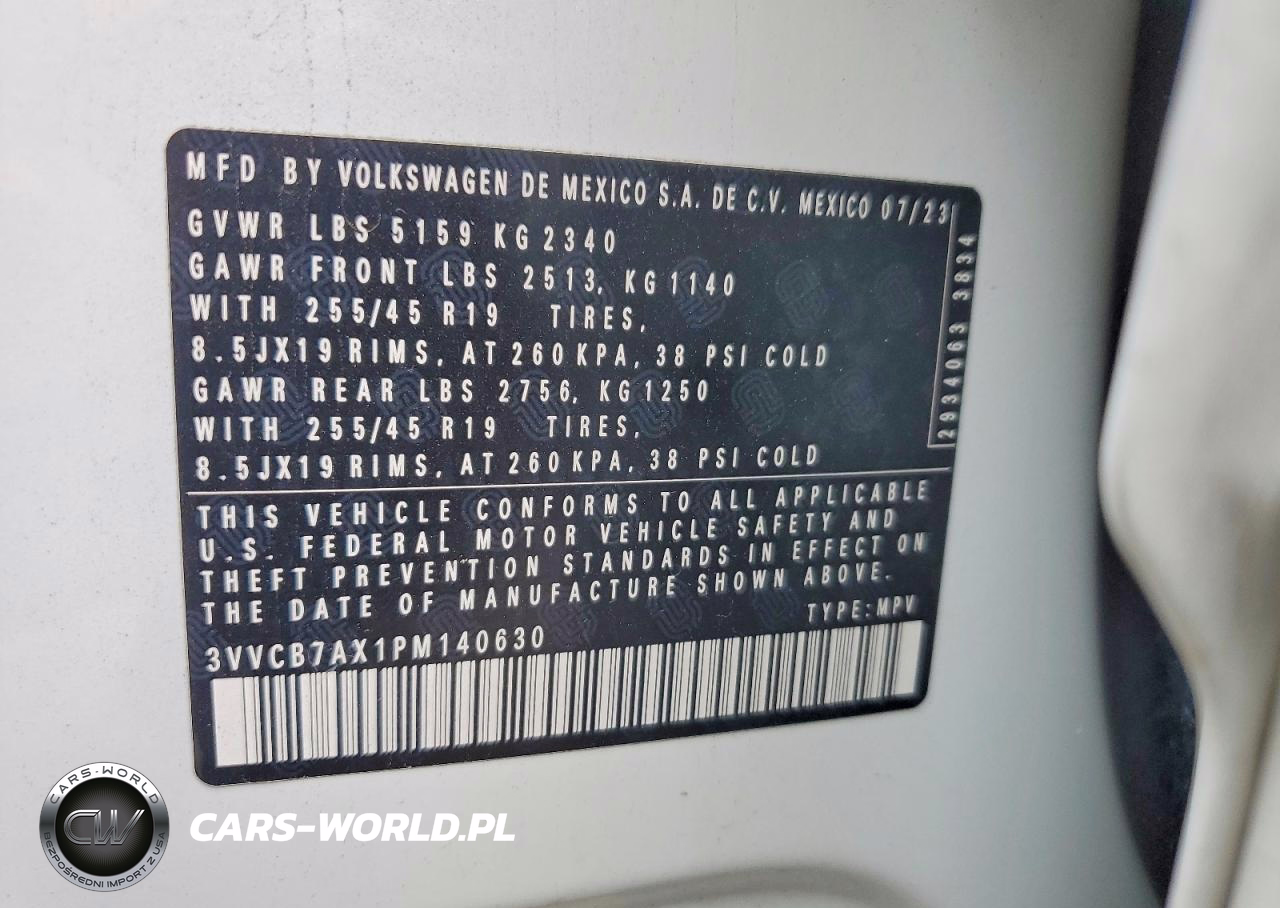 MFD BY VOLKSWAGEN DE MEXICO S.A. DE C.V. MEXICO 07/23
GVWR LBS 5159 KG 2340
GAWR FRONT LBS 2513, KG 1140
WITH 255/45 R19 TIRES,
8.5JX19 RIMS, AT 260 KPA, 38 PSI COLD
GAWR REAR LBS 2756, KG 1250
WITH 255/45 R19 TIRES,
8.5JX19 RIMS, AT 260 KPA, 38 PSI COLD
2934063 3834
THIS VEHICLE CONFORMS TO ALL APPLICABLE
U.S. FEDERAL MOTOR VEHICLE SAFETY AND
THEFT PREVENTION STANDARDS IN EFFECT ON
THE DATE OF MANUFACTURE SHOWN ABOVE.
TYPE:MPV
3VVCB7AX1PM140630
CARS-WORLD
CW
BEZPOŚREDNI IMPORT Z USA
CARS-WORLD.PL